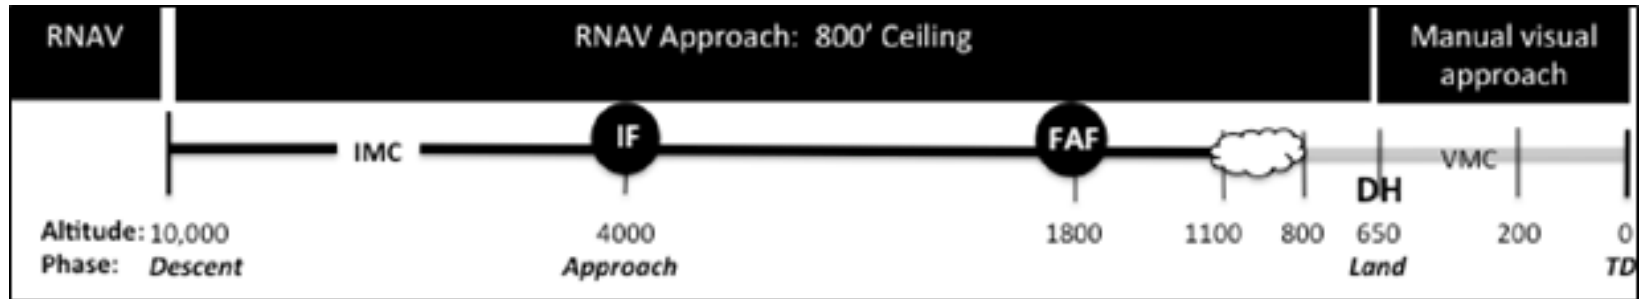 RNAV
RNAV Approach: 800’ Ceiling
Manual visual
approach
IMC
IF
FAF
VMC
DH
Altitude: 10,000 4000 1800 1100 800 650 200 0
Phase: Descent Approach Land TD